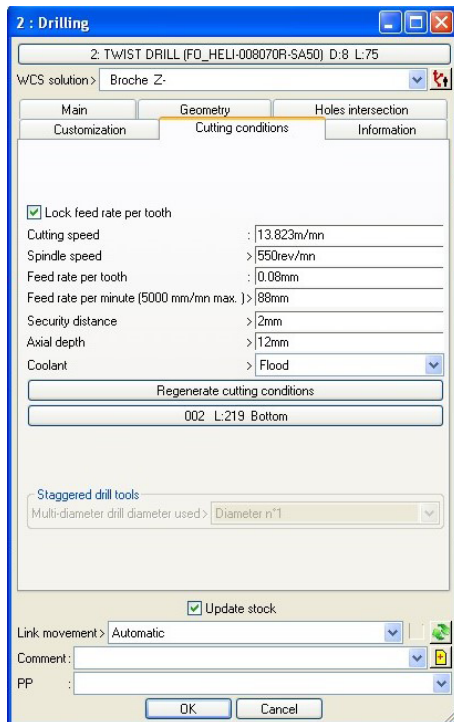 2 : Drilling
2: TWIST DRILL (FO_HELI-008070R-SA50) D:8 L:75
WCS solution > Broche Z-
Main Geometry Holes intersection
Customization Cutting conditions Information
Lock feed rate per tooth
Cutting speed : 13.823m/mn
Spindle speed > 550rev/mn
Feed rate per tooth : 0.08mm
Feed rate per minute (5000 mm/mn max. ) > 88mm
Security distance > 2mm
Axial depth > 12mm
Coolant > Flood
Regenerate cutting conditions
002 L:219 Bottom
Staggered drill tools
Multi-diameter drill diameter used > Diameter n°1
Update stock
Link movement > Automatic
Comment :
PP :
OK Cancel